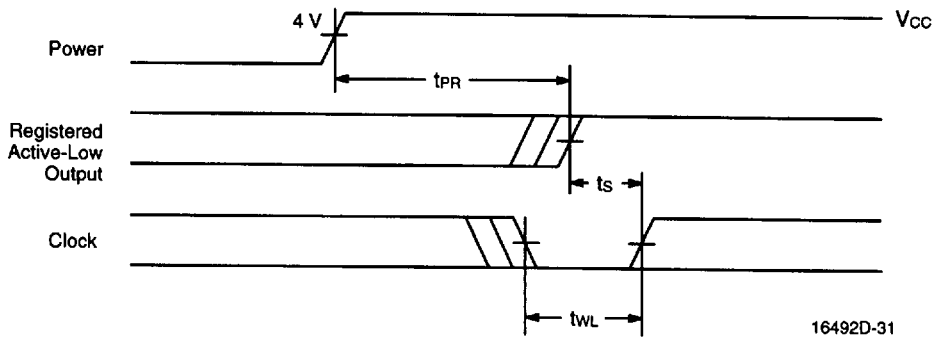 4 V
VCC
Power
tPR
Registered
Active-Low
Output
tS
Clock
tWL
16492D-31